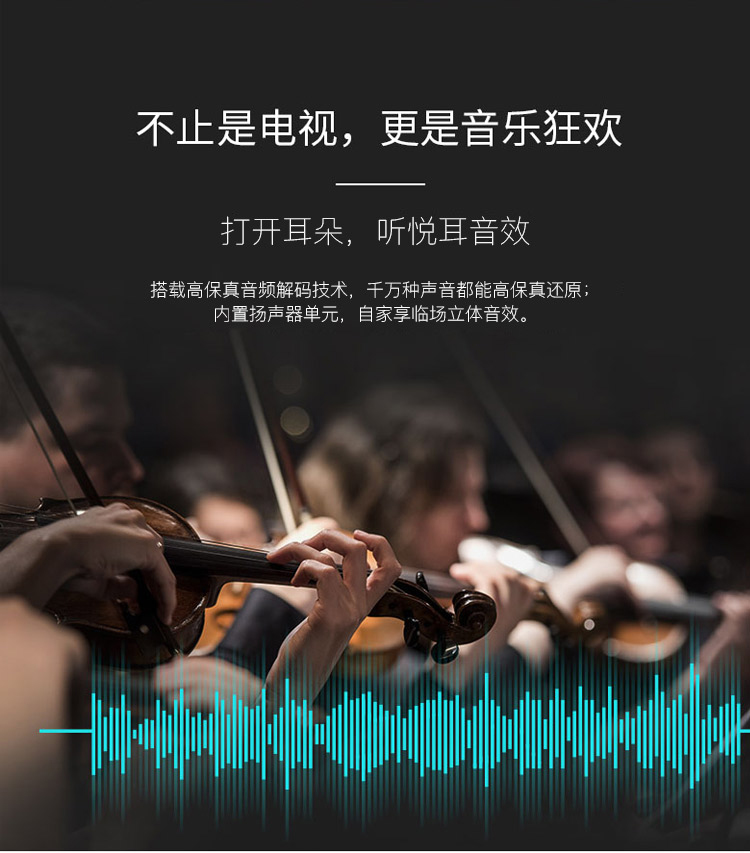 不止是电视，更是音乐狂欢
打开耳朵，听悦耳音效
搭载高保真音频解码技术，千万种声音都能高保真还原；
内置扬声器单元，自家享临场立体音效。